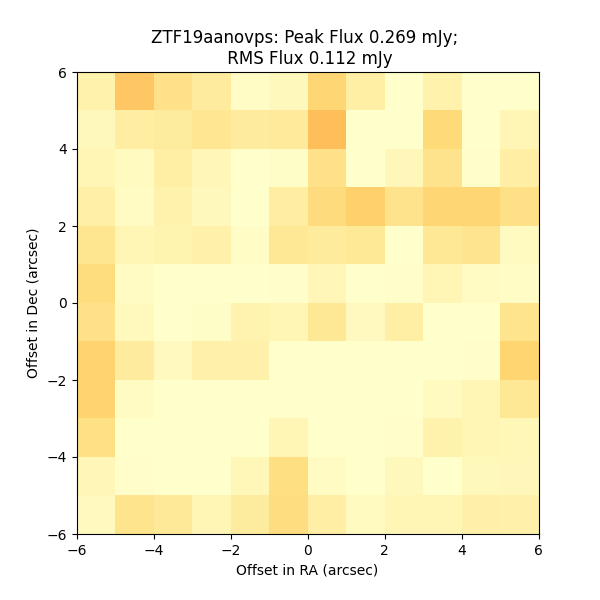 ZTF19aanovps: Peak Flux 0.269 mJy;
RMS Flux 0.112 mJy
6
4
2
0
−2
−4
−6
Offset in Dec (arcsec)
−6 −4 −2 0 2 4 6
Offset in RA (arcsec)